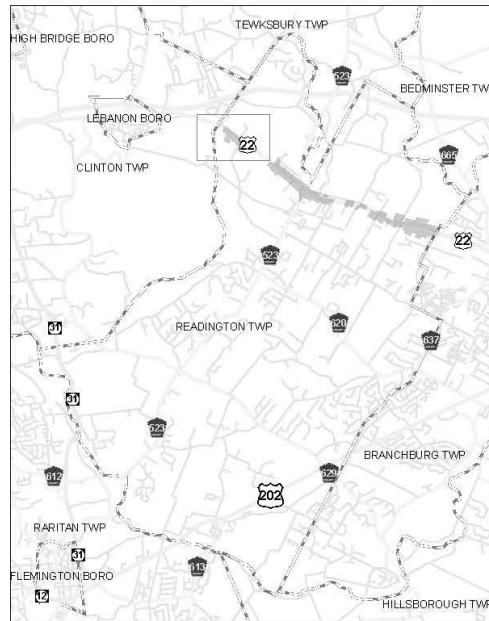 TEWKSBURY TWP
HIGH BRIDGE BORO
523
BEDMINSTER TW
LEBANON BORO
22
665
CLINTON TWP
22
523
31
READINGTON TWP
620
637
31
523
BRANCHBURG TWP
612
629
202
RARITAN TWP
31
613
FLEMINGTON BORO
12
HILLSBOROUGH TWP